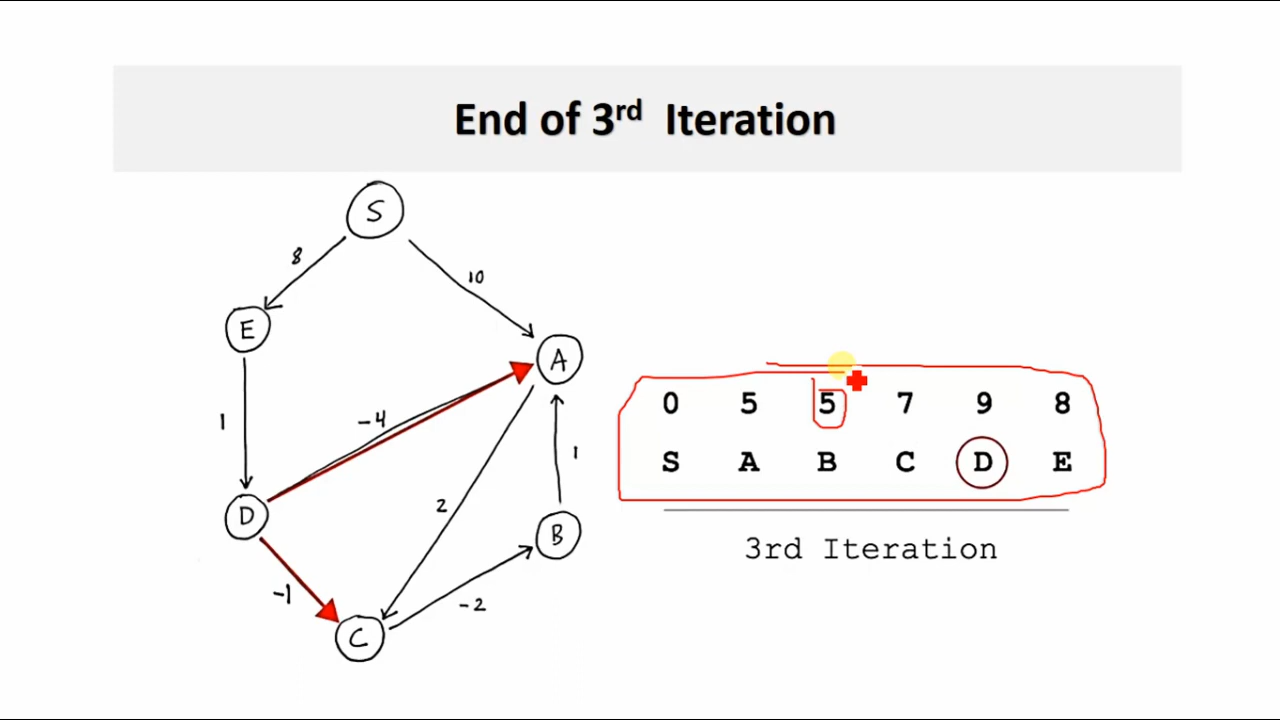 End of 3rd Iteration
S
8
10
E
A
1
-4
2
1
D
B
-1
-2
C
0 5 5 7 9 8
S A B C D E
3rd Iteration